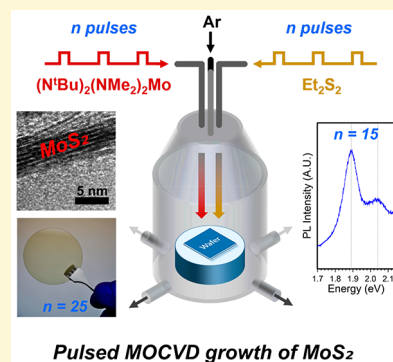 n pulses
Ar
n pulses
(NᵗBu)₂(NMe₂)₂Mo
Et₂S₂
MoS₂
5 nm
n = 25
Wafer
n = 15
PL Intensity (A.U.)
1.7 1.8 1.9 2.0 2.1
Energy (eV)
Pulsed MOCVD growth of MoS₂